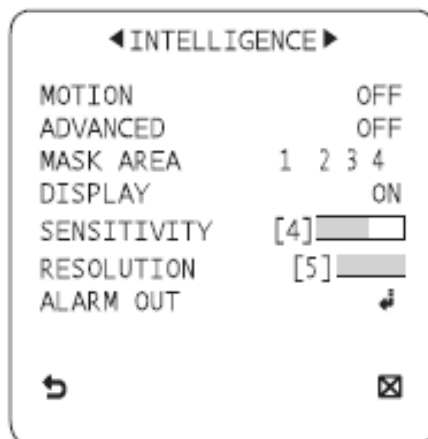 ◀INTELLIGENCE▶
MOTION OFF
ADVANCED OFF
MASK AREA 1 2 3 4
DISPLAY ON
SENSITIVITY [4]
RESOLUTION [5]
ALARM OUT